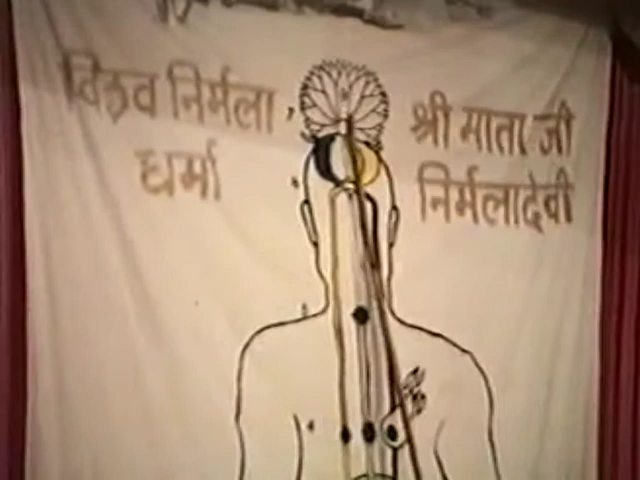 विश्व निर्मला
धर्मा
श्री माता जी
निर्मलादेवी